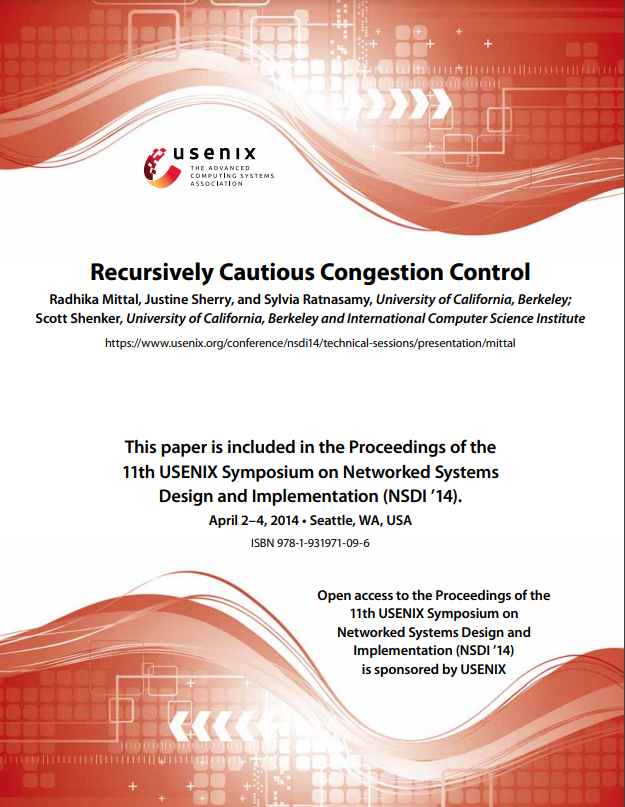 usenix
THE ADVANCED
COMPUTING SYSTEMS
ASSOCIATION
Recursively Cautious Congestion Control
Radhika Mittal, Justine Sherry, and Sylvia Ratnasamy, University of California, Berkeley;
Scott Shenker, University of California, Berkeley and International Computer Science Institute
https://www.usenix.org/conference/nsdi14/technical-sessions/presentation/mittal
This paper is included in the Proceedings of the
11th USENIX Symposium on Networked Systems
Design and Implementation (NSDI ’14).
April 2–4, 2014 • Seattle, WA, USA
ISBN 978-1-931971-09-6
Open access to the Proceedings of the
11th USENIX Symposium on
Networked Systems Design and
Implementation (NSDI ’14)
is sponsored by USENIX